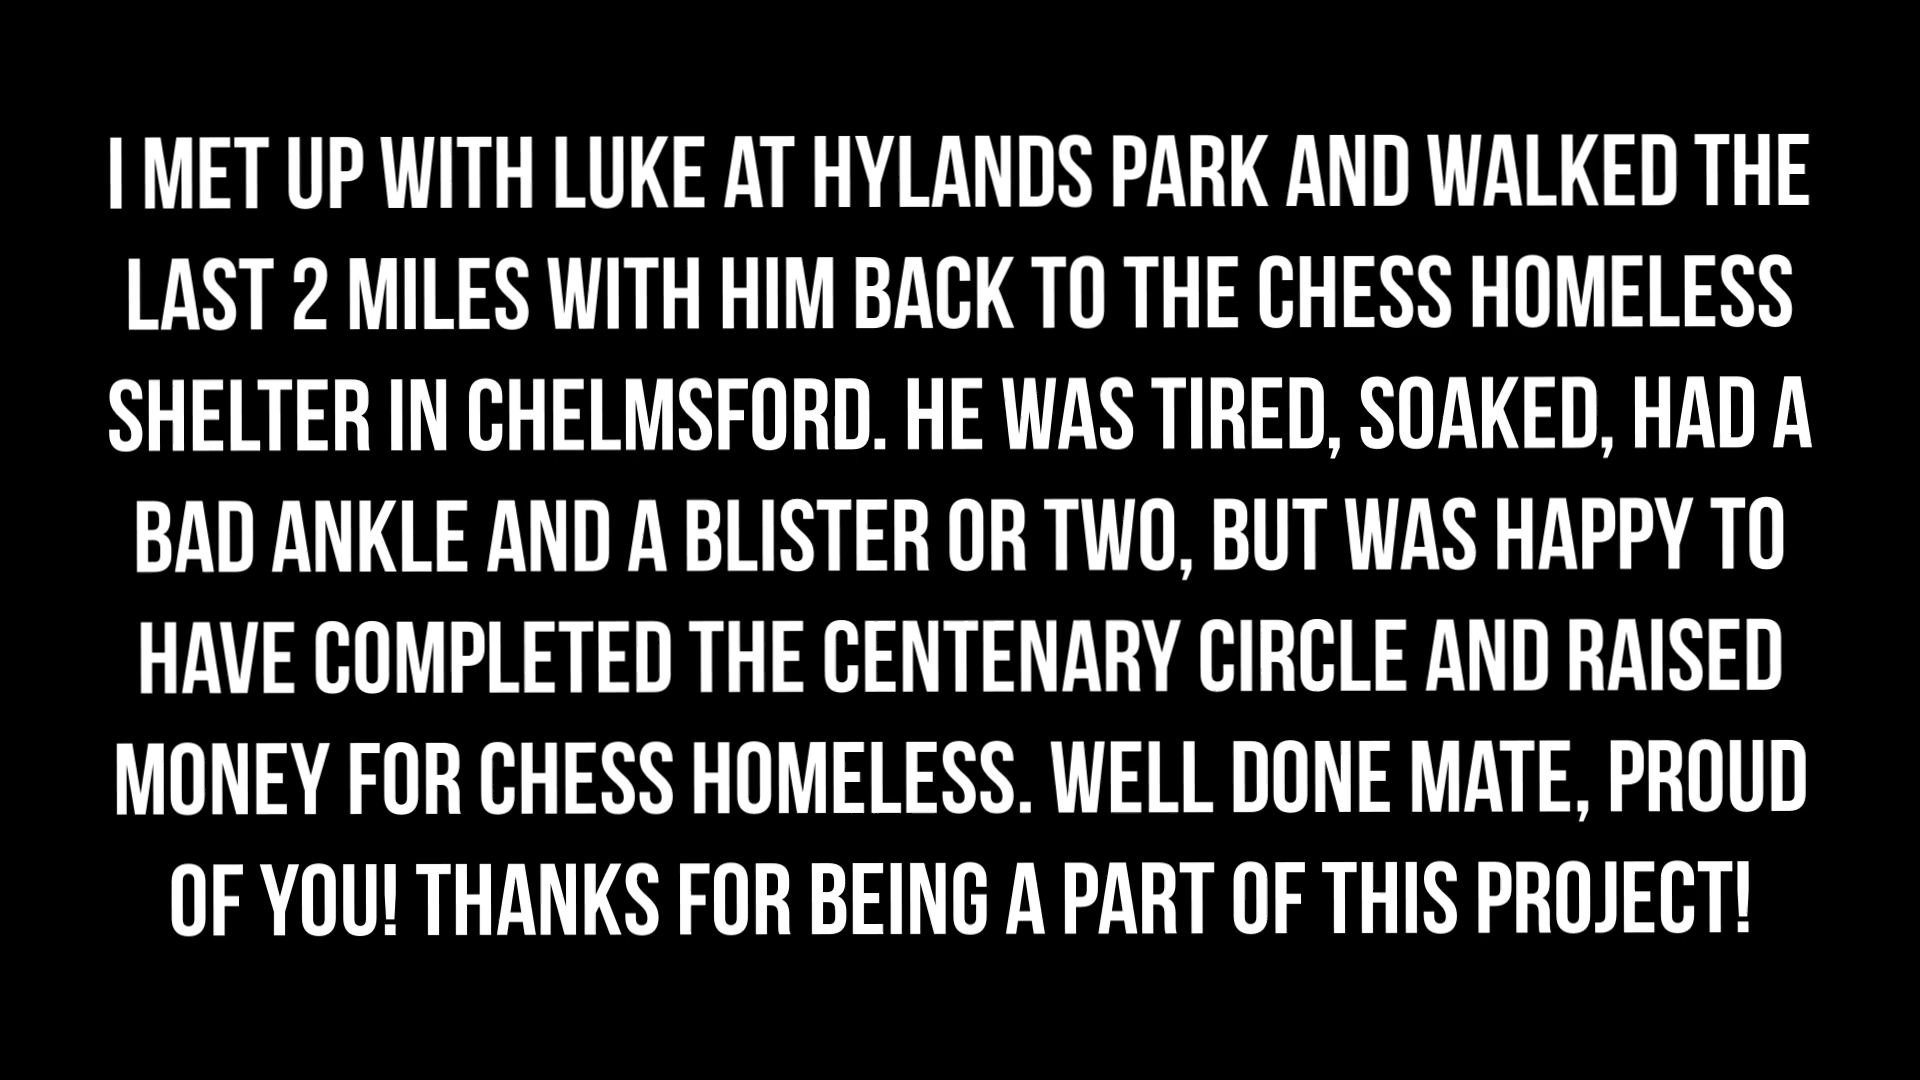 I MET UP WITH LUKE AT HYLANDS PARK AND WALKED THE
LAST 2 MILES WITH HIM BACK TO THE CHESS HOMELESS
SHELTER IN CHELMSFORD. HE WAS TIRED, SOAKED, HAD A
BAD ANKLE AND A BLISTER OR TWO, BUT WAS HAPPY TO
HAVE COMPLETED THE CENTENARY CIRCLE AND RAISED
MONEY FOR CHESS HOMELESS. WELL DONE MATE, PROUD
OF YOU! THANKS FOR BEING A PART OF THIS PROJECT!